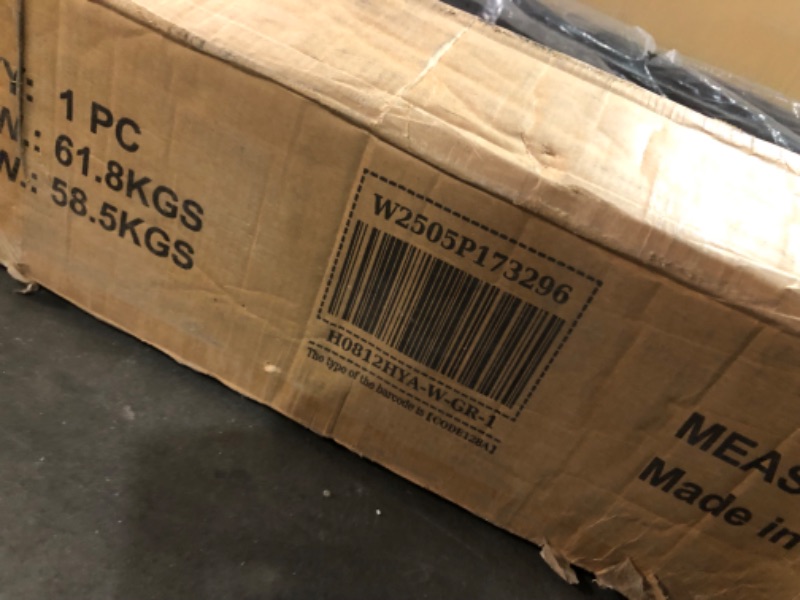 Y: 1 PC
W.: 61.8KGS
W.: 58.5KGS
W2505P173296
H0812HYA-W-GR-1
The type of the barcode is [CODE128A]
MEAS
Made in